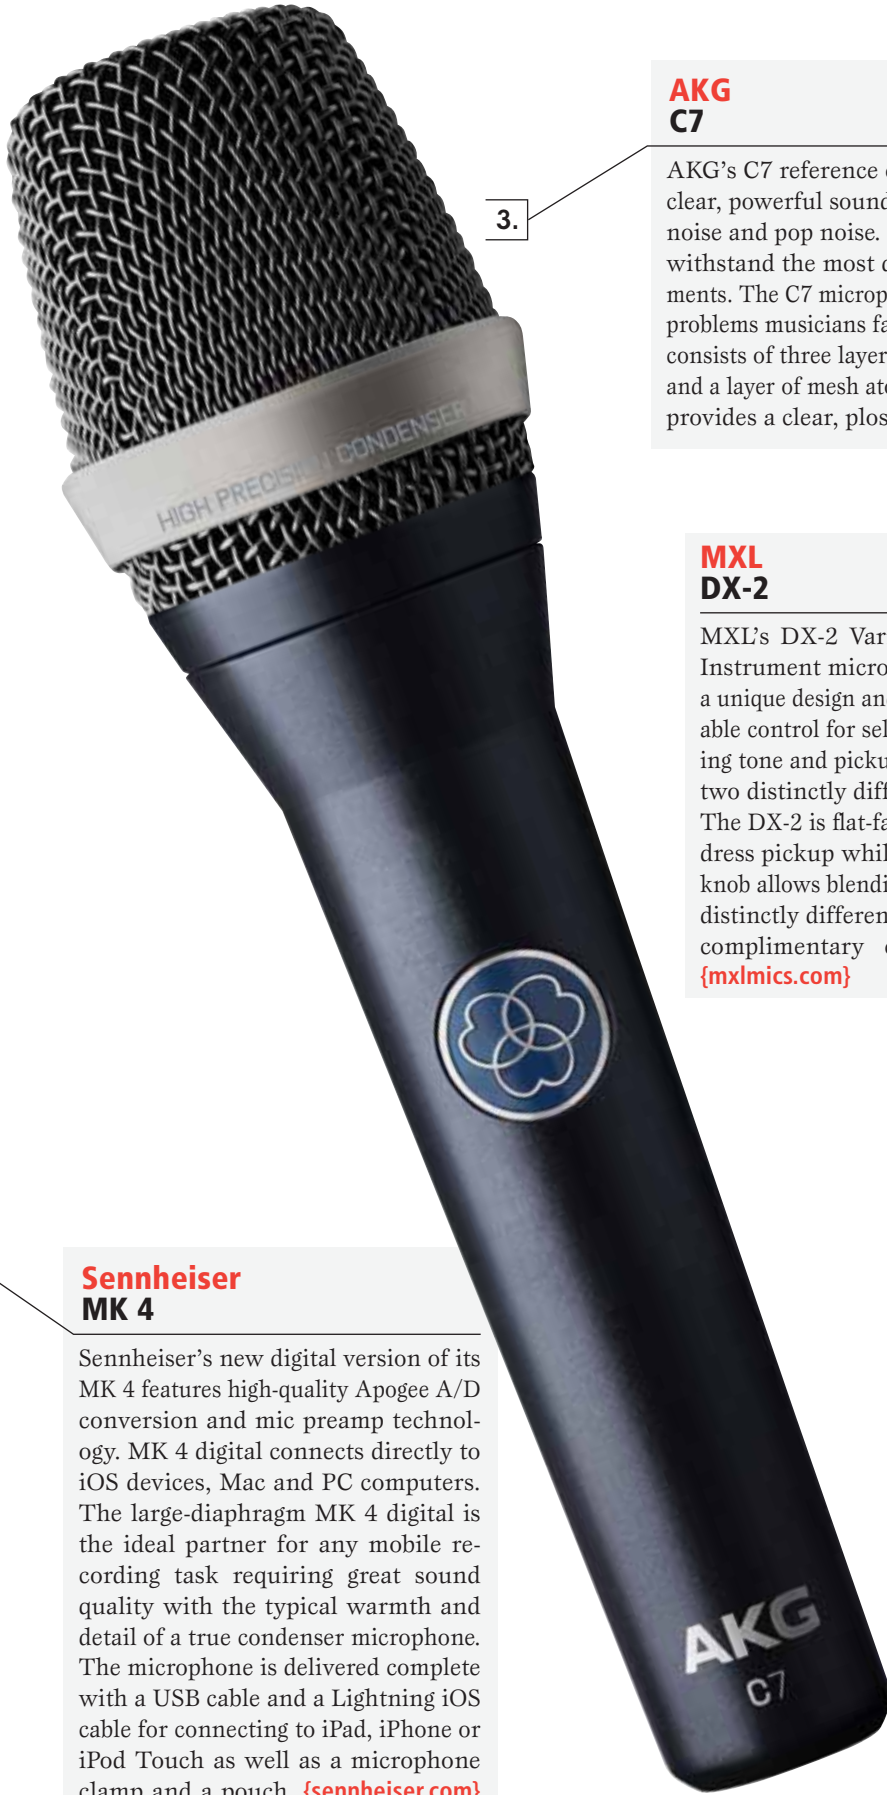 AKG
C7
AKG’s C7 reference
clear, powerful sound
noise and pop noise.
withstand the most
ments. The C7 microp
problems musicians fa
consists of three layer
and a layer of mesh ato
provides a clear, plos
3.
HIGH PRECISION CONDENSER
MXL
DX-2
MXL’s DX-2 Var
Instrument micro
a unique design and
able control for sel
ing tone and picku
two distinctly diff
The DX-2 is flat-fa
dress pickup whil
knob allows blendi
distinctly differen
complimentary
{mxlmics.com}
Sennheiser
MK 4
Sennheiser’s new digital version of its
MK 4 features high-quality Apogee A/D
conversion and mic preamp technol-
ogy. MK 4 digital connects directly to
iOS devices, Mac and PC computers.
The large-diaphragm MK 4 digital is
the ideal partner for any mobile re-
cording task requiring great sound
quality with the typical warmth and
detail of a true condenser microphone.
The microphone is delivered complete
with a USB cable and a Lightning iOS
cable for connecting to iPad, iPhone or
iPod Touch as well as a microphone
clamp and a pouch. {sennheiser.com}
AKG
C7